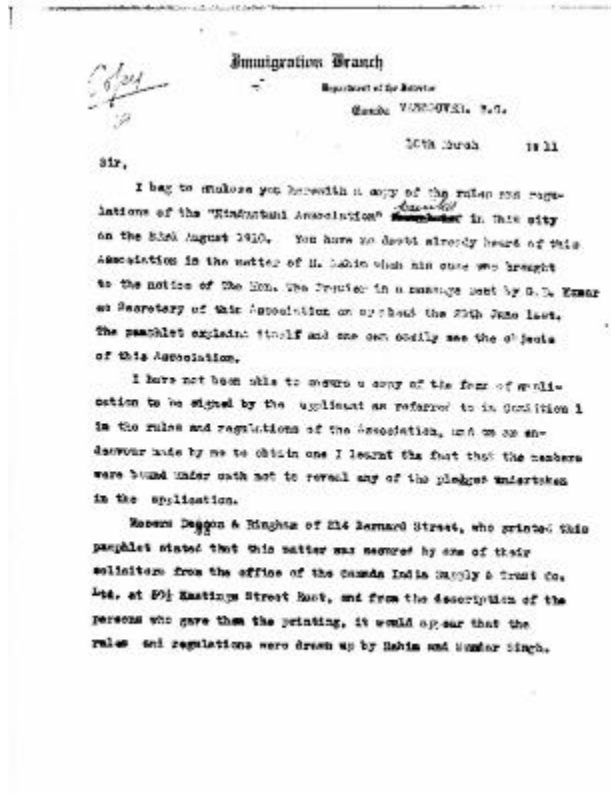 Copy
Immigration Branch
Department of the Interior
Canada VANCOUVER. B.C.
10th March 1911
Sir,
I beg to enclose you herewith a copy of the rules and regu-
lations of the "Hindustani Association" in this city
on the 23rd August 1910. You have no doubt already heard of this
Association in the matter of H. Rahim when his case was brought
to the notice of The Hon. the Premier in a message sent by G.D. Kumar
as Secretary of this Association on or about the 25th June last.
The pamphlet explains itself and one can easily see the objects
of this Association.
I have not been able to secure a copy of the form of appli-
cation to be signed by the applicant as referred to in Condition 1
in the rules and regulations of the Association, and on an en-
deavour made by me to obtain one I learnt the fact that the members
were bound under oath not to reveal any of the pledges undertaken
in the application.
Messrs & Bingham of 814 Barnard Street, who printed this
pamphlet stated that this matter was secured by one of their
solicitors from the office of the Canada India Supply & Trust Co.
Ltd. at Hastings Street East, and from the description of the
persons who gave them the printing, it would appear that the
rules and regulations were drawn up by Rahim and Sundar Singh.